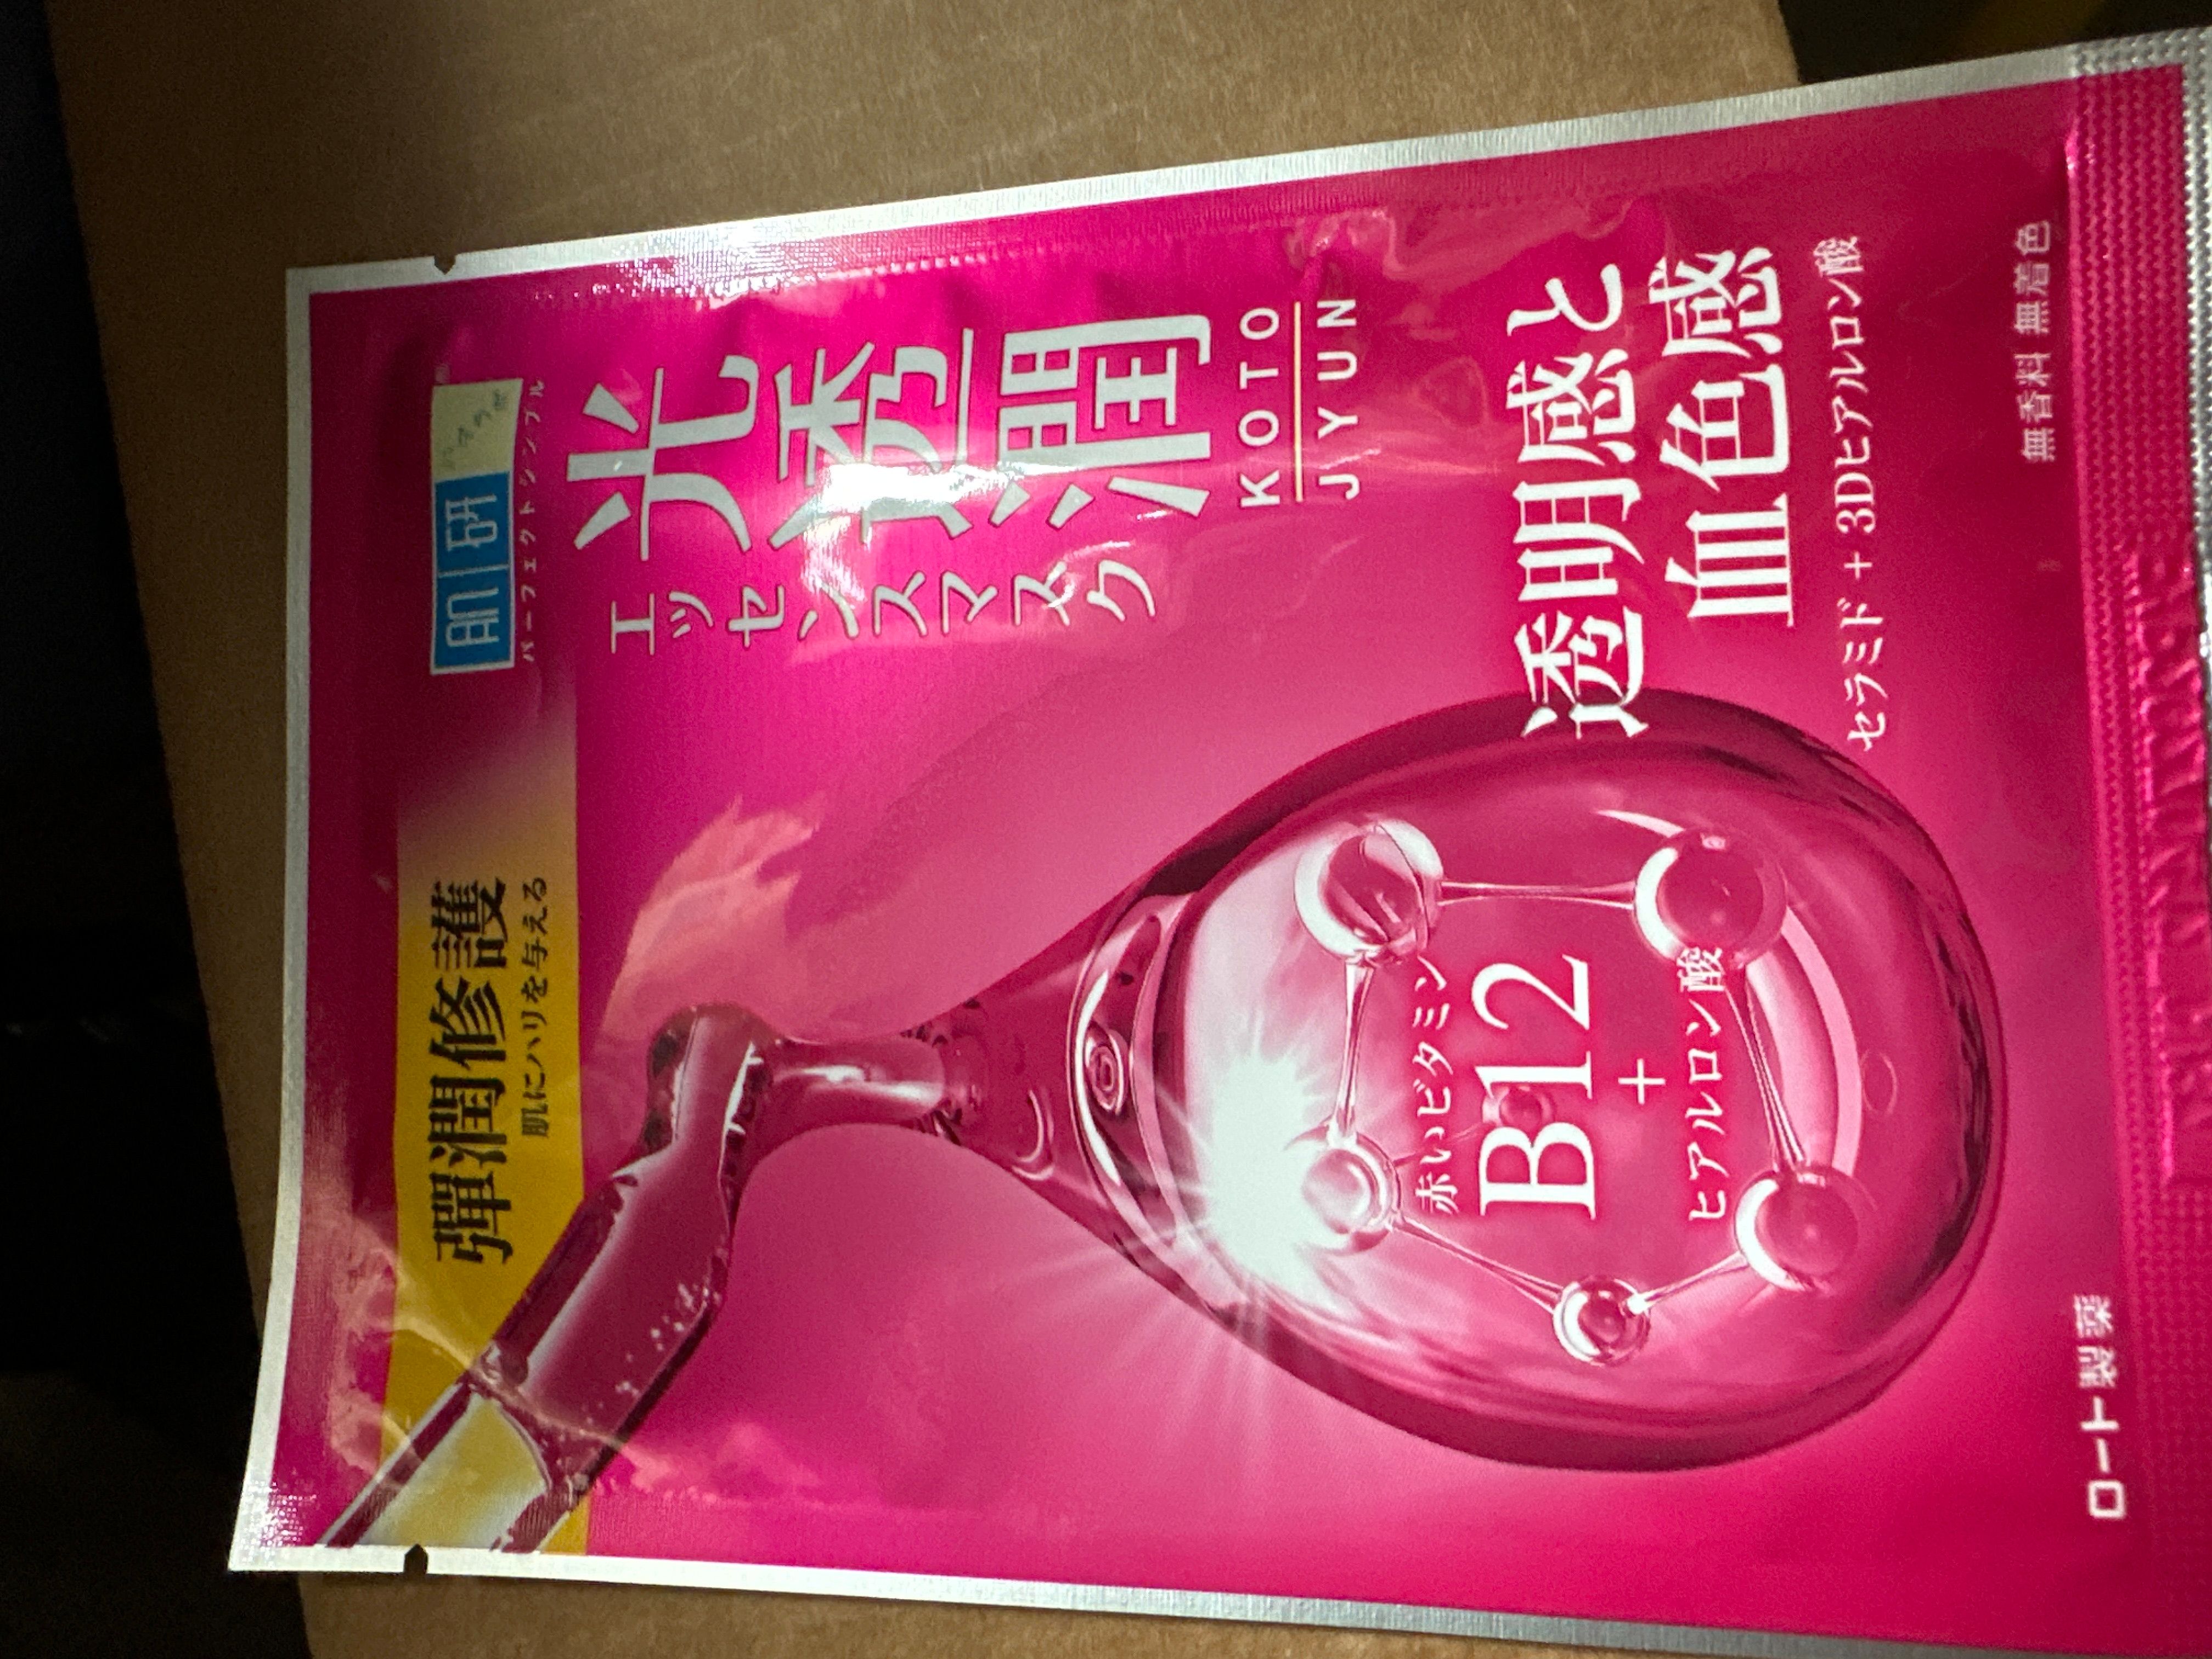 彈潤修護
肌にハリを与える
肌研 ハダラボ
パーフェクトシンプル
光透潤
エッセンスマスク
KOTO
JYUN
透明感と
血色感
セラミド + 3Dヒアルロン酸
赤いビタミン
B12
+
ヒアルロン酸
無香料 無着色
ロート製薬